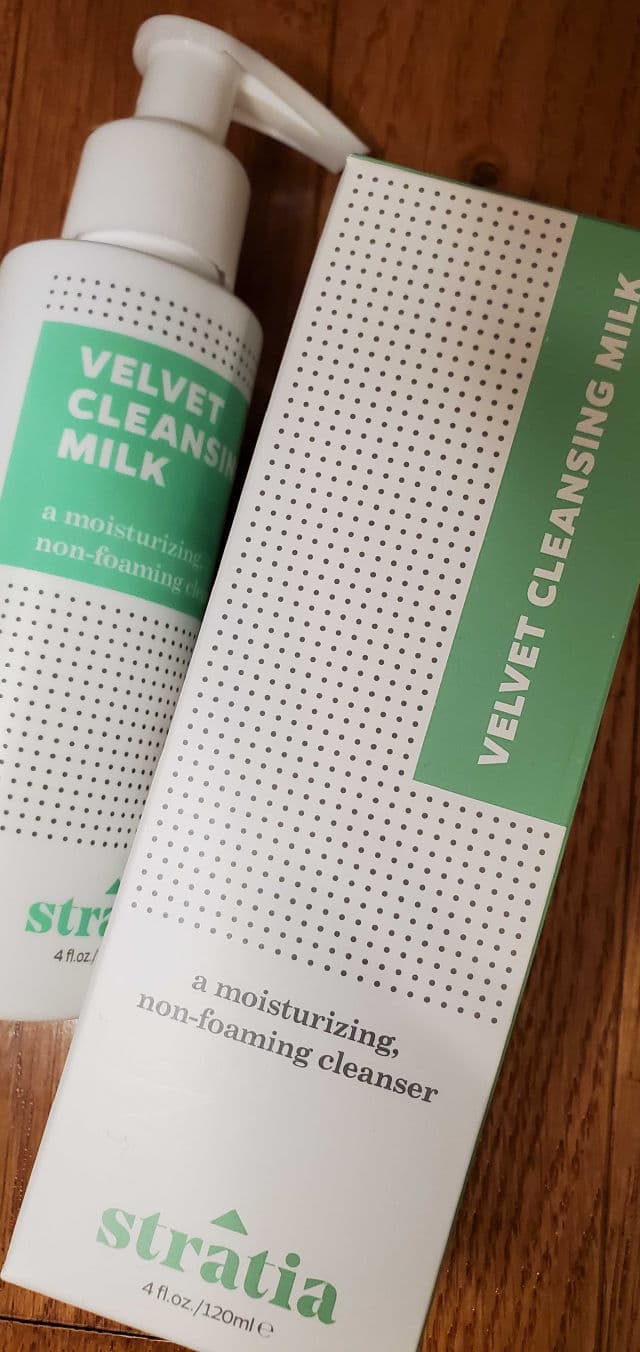 VELVET
CLEANSIN
MILK
a moisturizing,
non-foaming
4 fl.oz./
VELVET CLEANSING MILK
a moisturizing,
non-foaming cleanser
stratia
4 fl.oz./120ml ℮